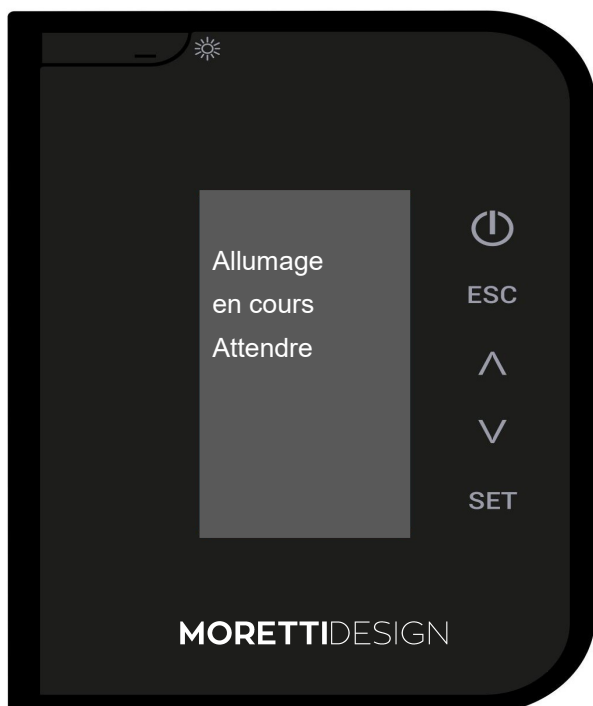 Allumage
en cours
Attendre
ESC
SET
MORETTIDESIGN